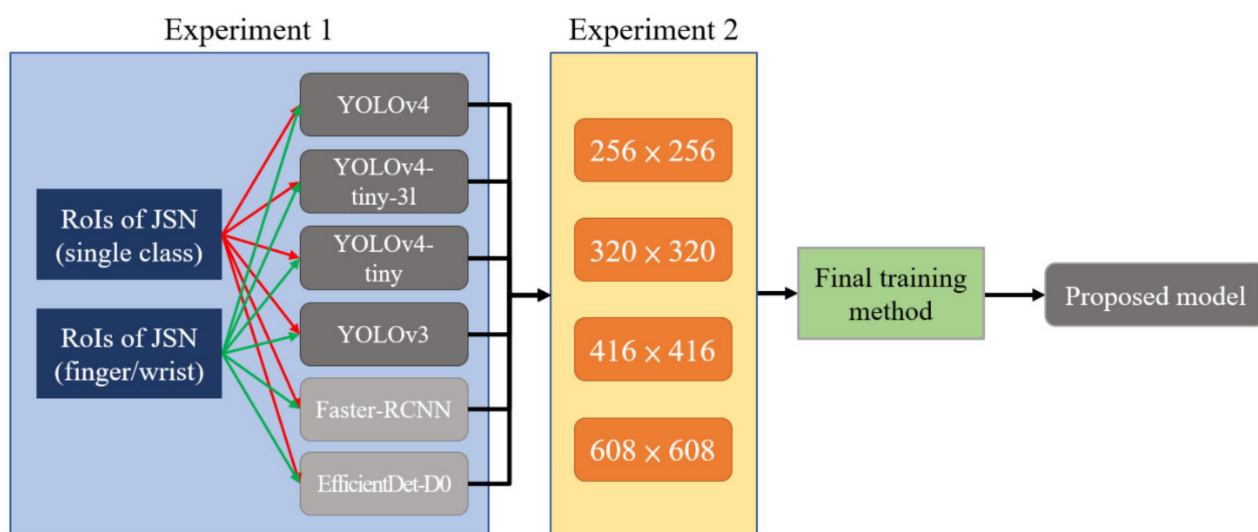 Experiment 1
Experiment 2
RoIs of JSN
(single class)
RoIs of JSN
(finger/wrist)
YOLOv4
YOLOv4-
tiny-3l
YOLOv4-
tiny
YOLOv3
Faster-RCNN
EfficientDet-D0
256 × 256
320 × 320
416 × 416
608 × 608
Final training
method
Proposed model